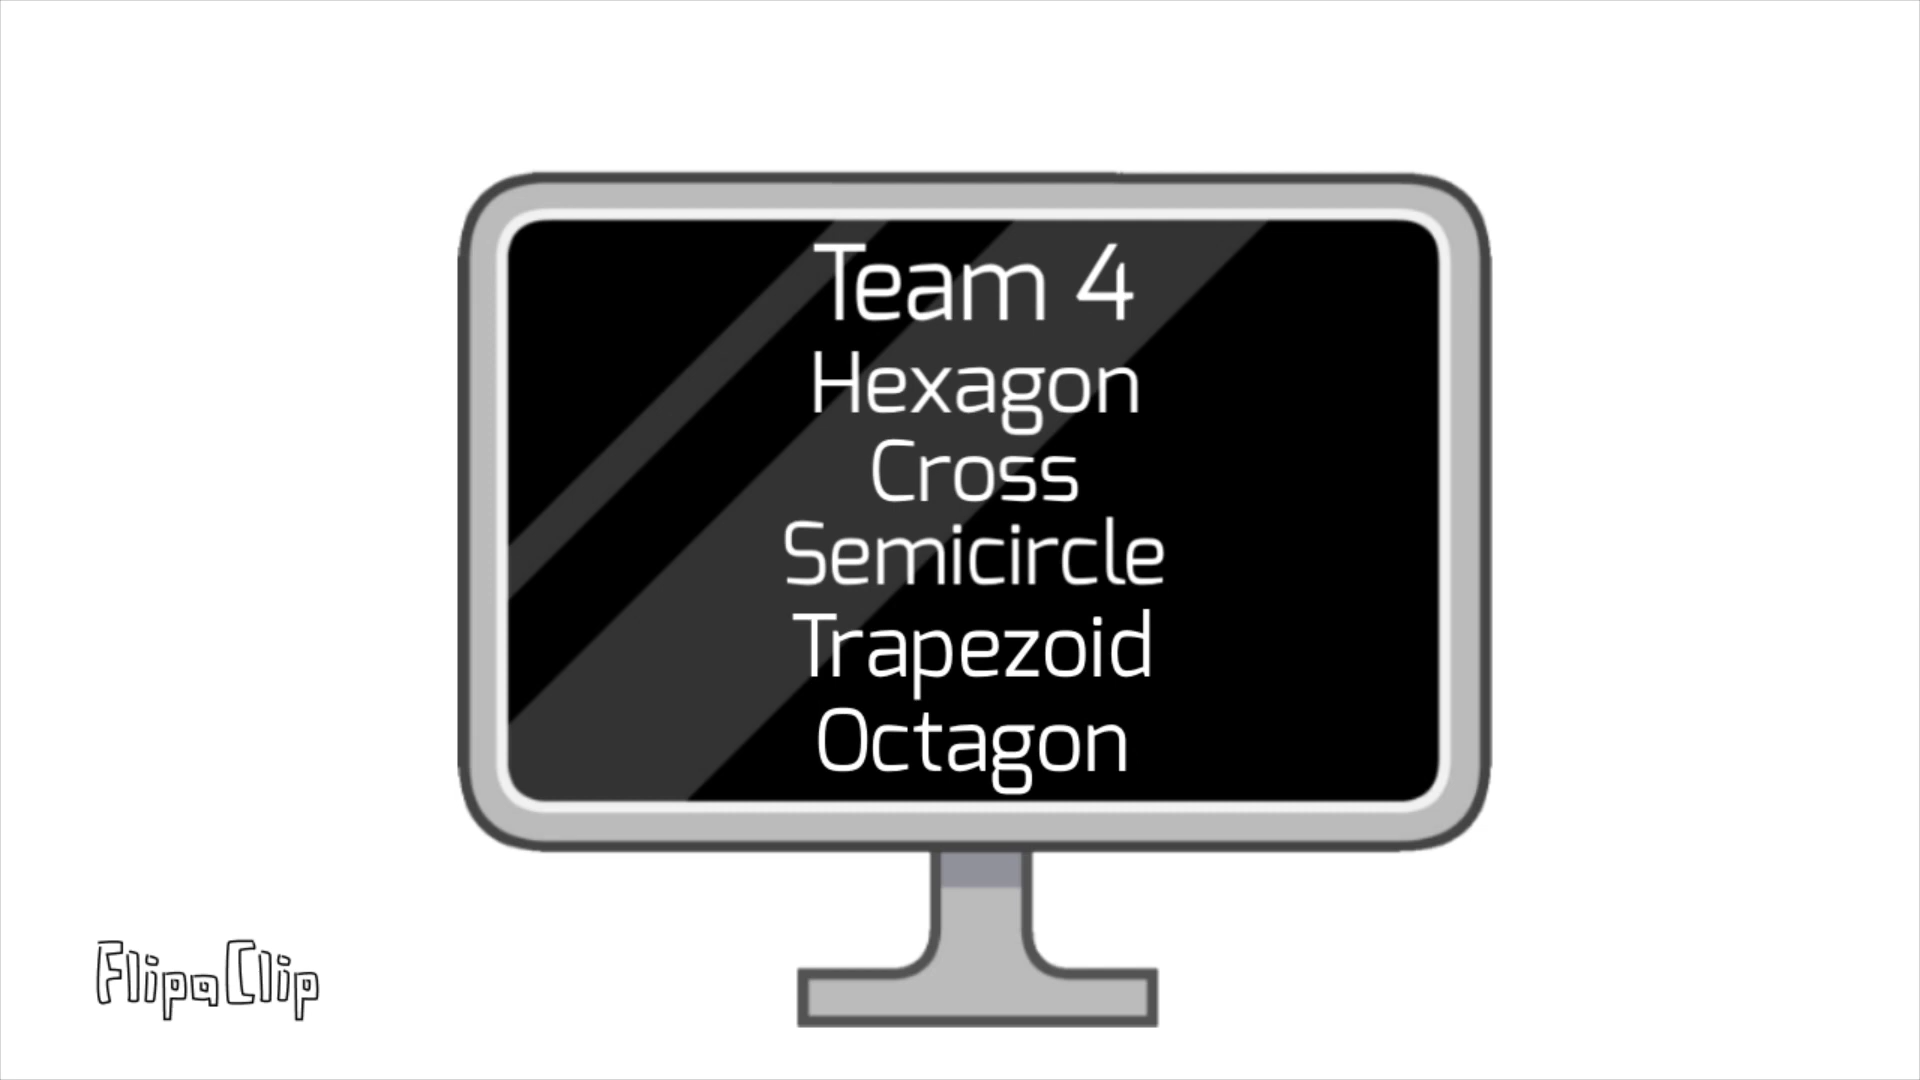 Team 4
Hexagon
Cross
Semicircle
Trapezoid
Octagon
FlipaClip